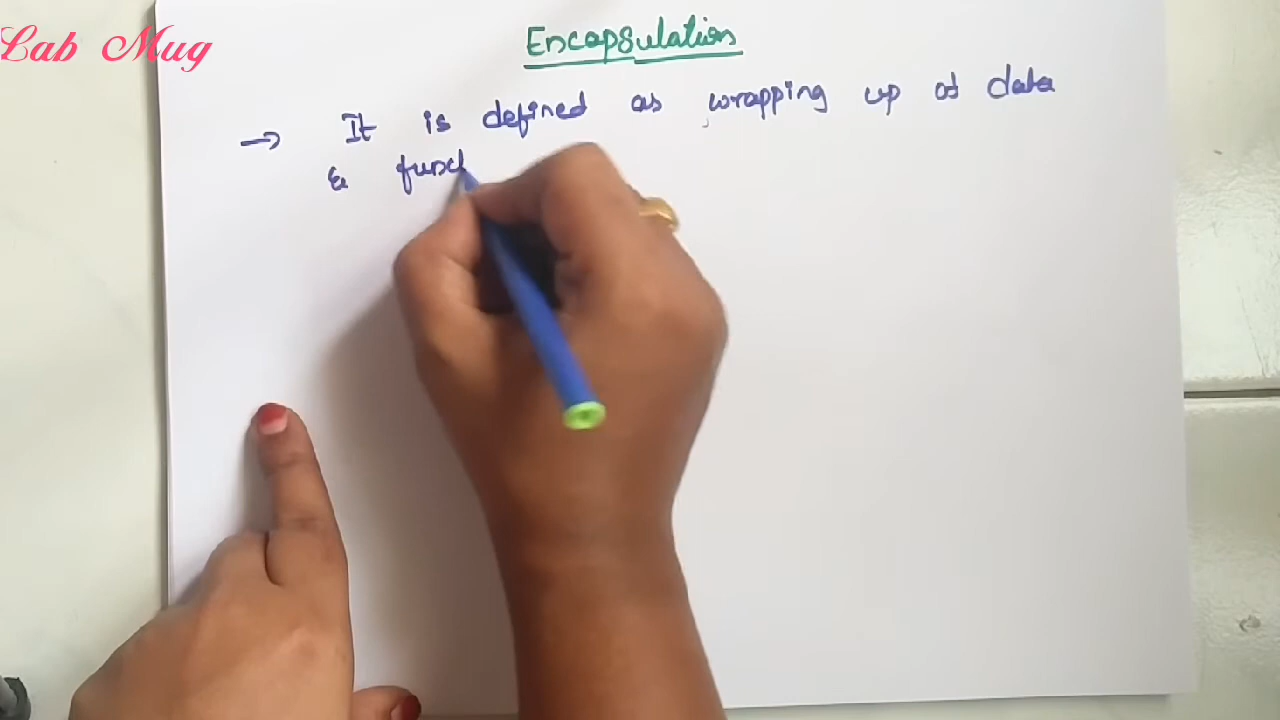 Lab Mug
Encapsulation
→ It is defined as wrapping up of data
& funct